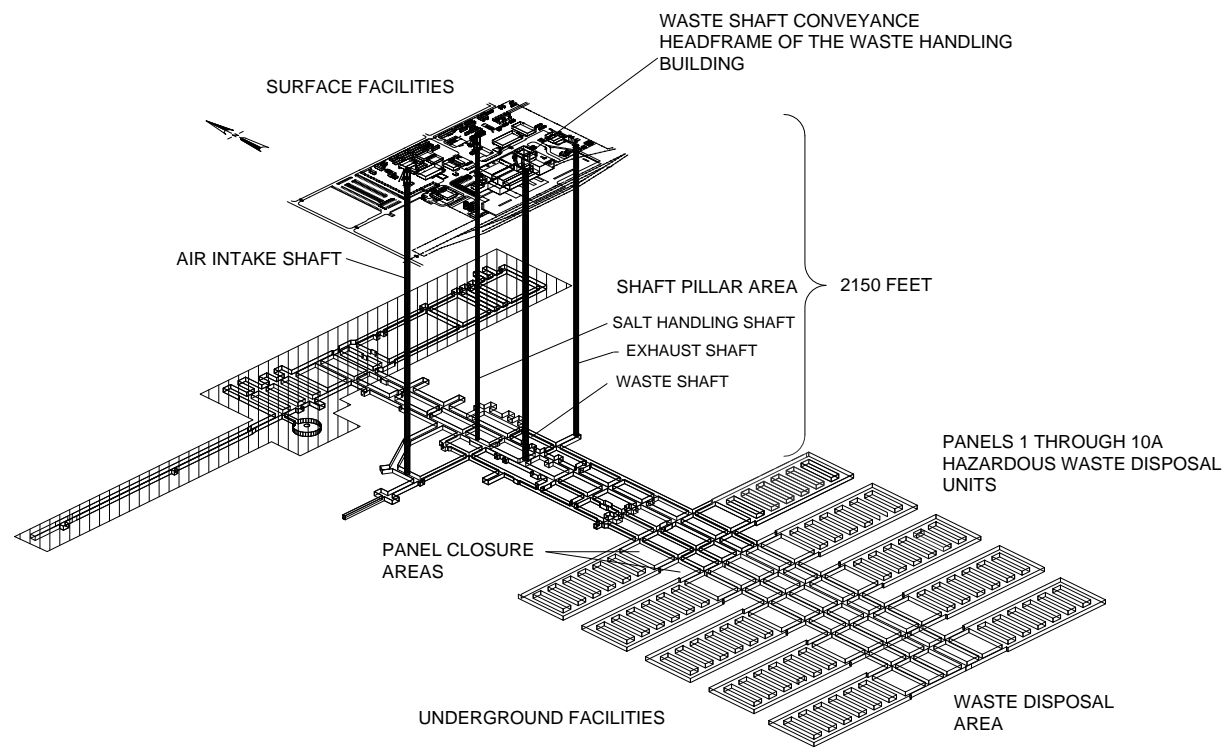 WASTE SHAFT CONVEYANCE
HEADFRAME OF THE WASTE HANDLING
BUILDING
SURFACE FACILITIES
AIR INTAKE SHAFT
SHAFT PILLAR AREA
2150 FEET
SALT HANDLING SHAFT
EXHAUST SHAFT
WASTE SHAFT
PANELS 1 THROUGH 10A
HAZARDOUS WASTE DISPOSAL
UNITS
PANEL CLOSURE
AREAS
WASTE DISPOSAL
AREA
UNDERGROUND FACILITIES